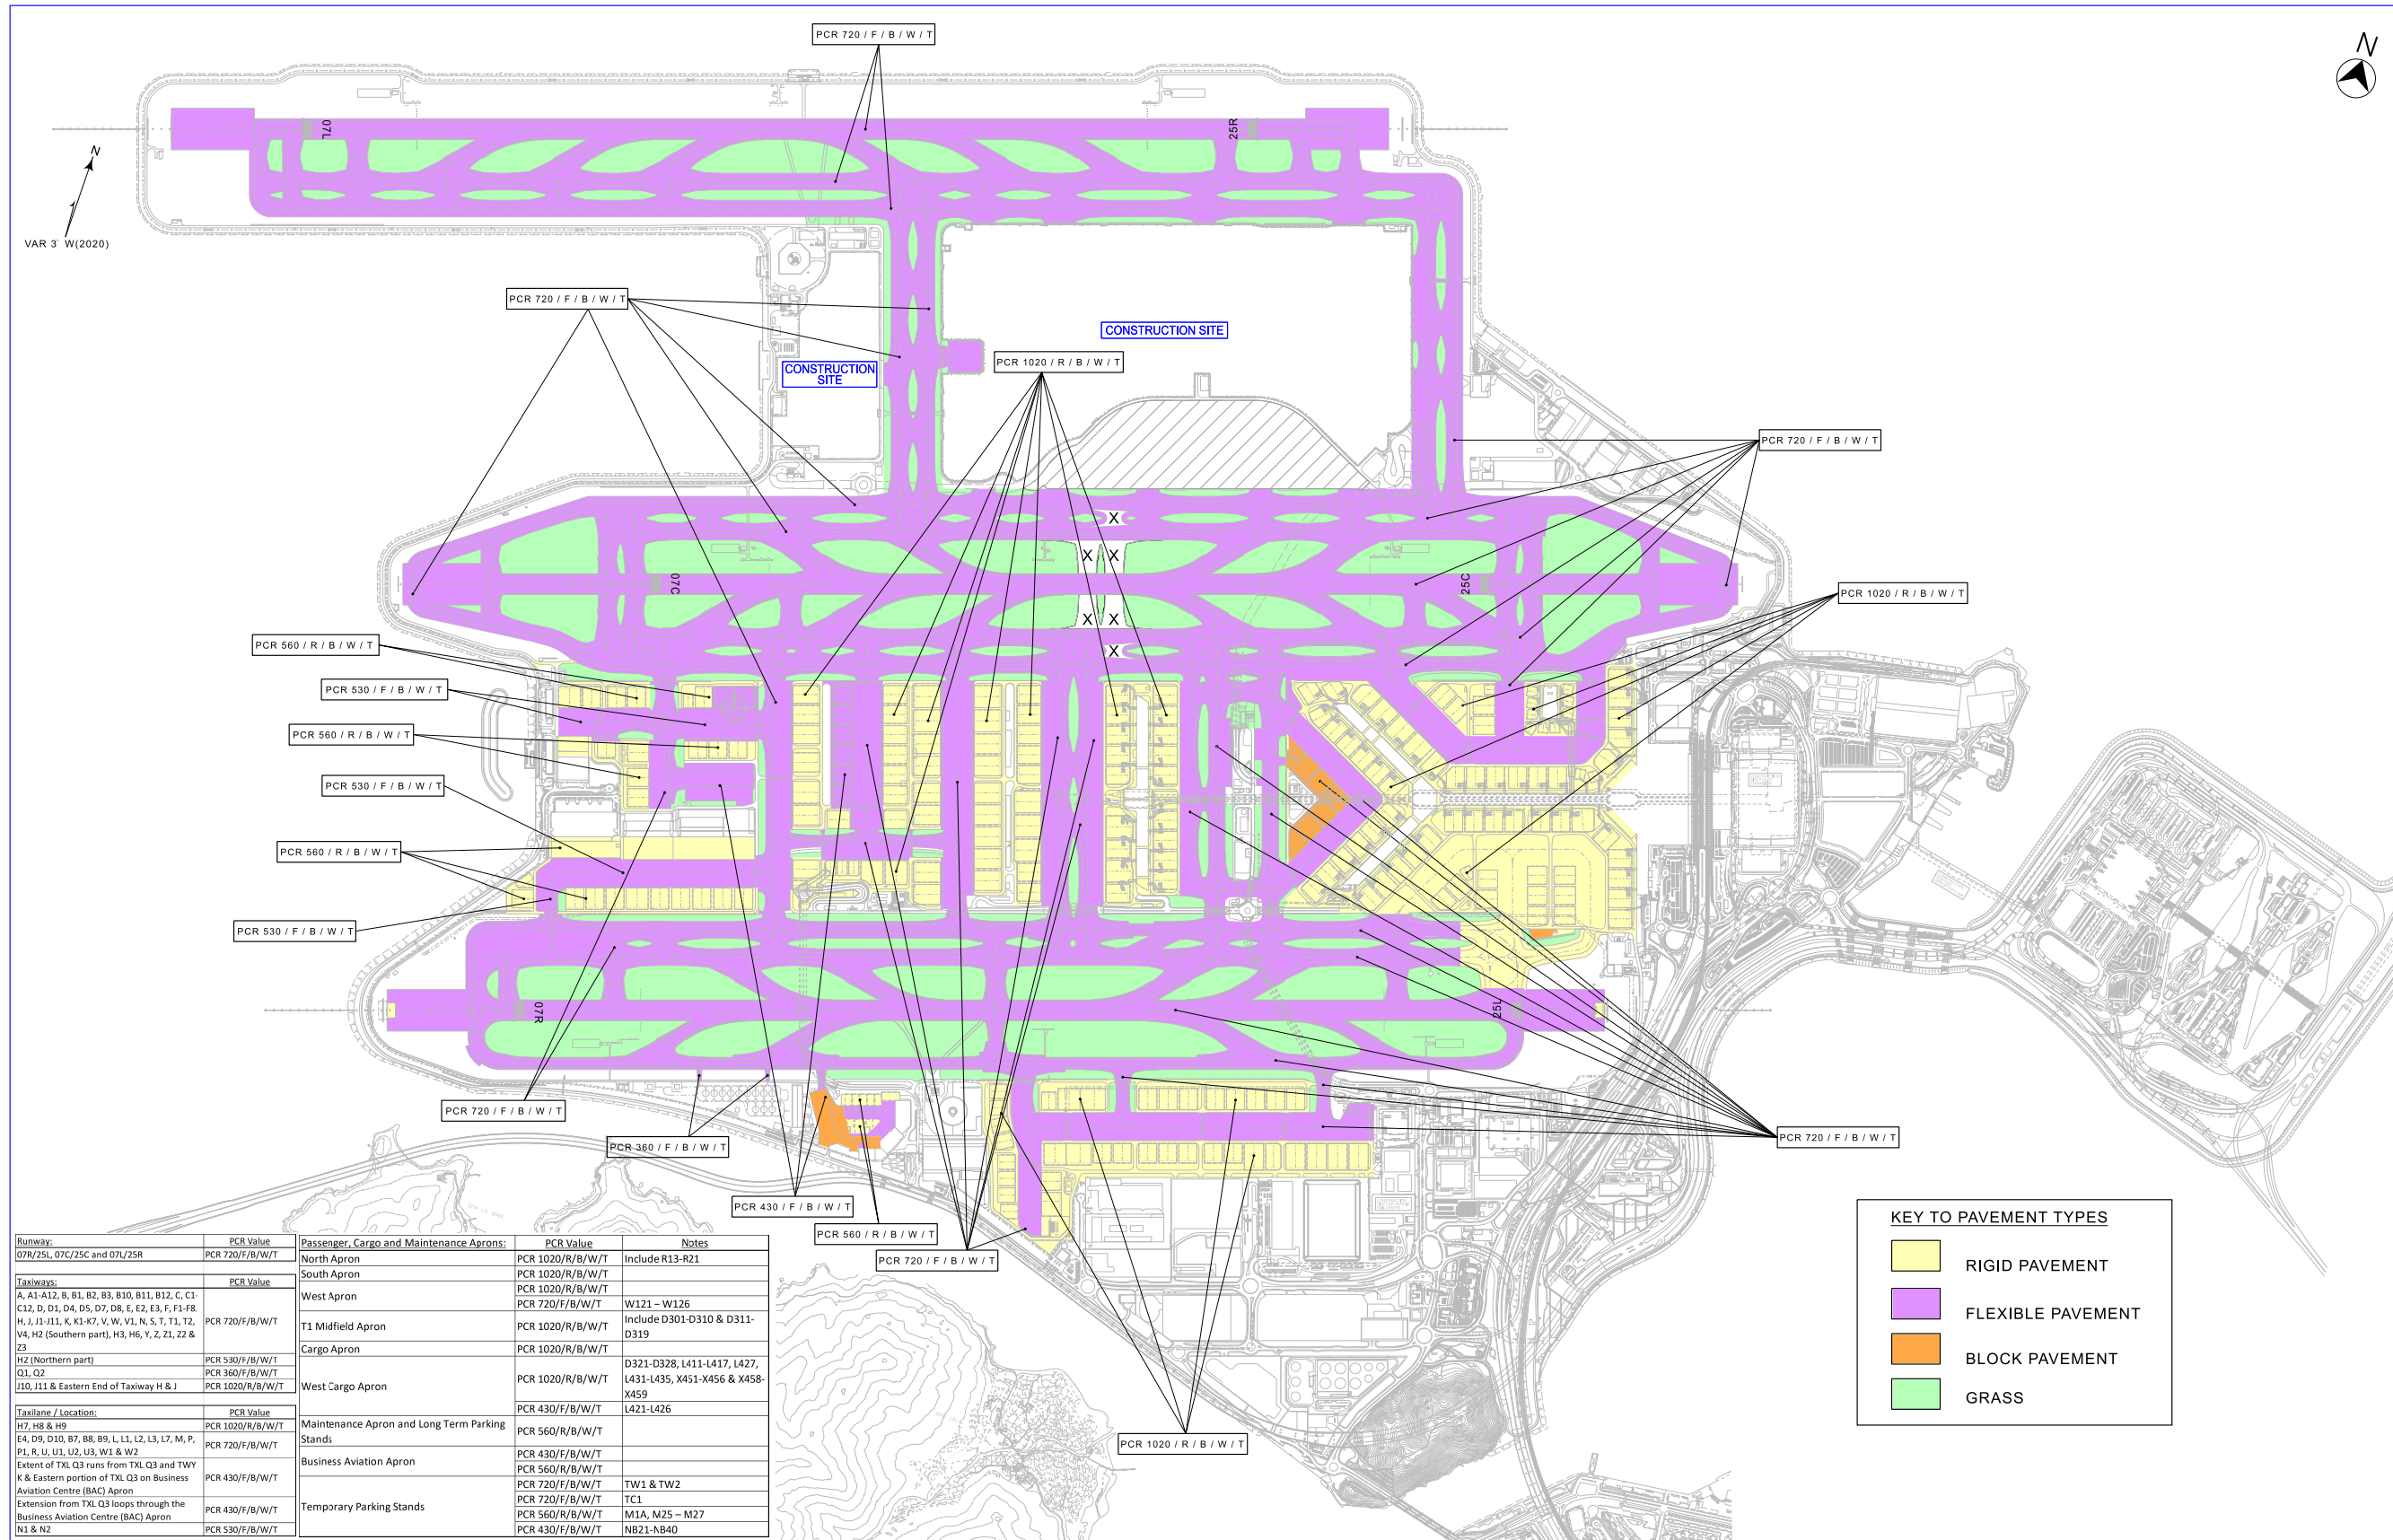 PCR 720 / F / B / W / T
N
07L
25R
N
VAR 3° W(2020)
PCR 720 / F / B / W / T
CONSTRUCTION SITE
PCR 1020 / R / B / W / T
CONSTRUCTION
SITE
PCR 720 / F / B / W / T
X
X X
07C
25C
PCR 1020 / R / B / W / T
X X
PCR 560 / R / B / W / T
X
PCR 530 / F / B / W / T
PCR 560 / R / B / W / T
PCR 530 / F / B / W / T
PCR 560 / R / B / W / T
PCR 530 / F / B / W / T
07R
25L
PCR 720 / F / B / W / T
PCR 360 / F / B / W / T
PCR 720 / F / B / W / T
PCR 430 / F / B / W / T
PCR 560 / R / B / W / T
PCR 720 / F / B / W / T
PCR 1020 / R / B / W / T
KEY TO PAVEMENT TYPES
RIGID PAVEMENT
FLEXIBLE PAVEMENT
BLOCK PAVEMENT
GRASS
Runway: PCR Value
07R/25L, 07C/25C and 07L/25R PCR 720/F/B/W/T
Taxiways: PCR Value
A, A1-A12, B, B1, B2, B3, B10, B11, B12, C, C1-
C12, D, D1, D4, D5, D7, D8, E, E2, E3, F, F1-F8.
H, J, J1-J11, K, K1-K7, V, W, V1, N, S, T, T1, T2,
V4, H2 (Southern part), H3, H6, Y, Z, Z1, Z2 &
Z3
PCR 720/F/B/W/T
H2 (Northern part) PCR 530/F/B/W/T
Q1, Q2 PCR 360/F/B/W/T
J10, J11 & Eastern End of Taxiway H & J PCR 1020/R/B/W/T
Taxilane / Location: PCR Value
H7, H8 & H9 PCR 1020/R/B/W/T
E4, D9, D10, B7, B8, B9, L, L1, L2, L3, L7, M, P,
P1, R, U, U1, U2, U3, W1 & W2
PCR 720/F/B/W/T
Extent of TXL Q3 runs from TXL Q3 and TWY
K & Eastern portion of TXL Q3 on Business
Aviation Centre (BAC) Apron
PCR 430/F/B/W/T
Extension from TXL Q3 loops through the
Business Aviation Centre (BAC) Apron
PCR 430/F/B/W/T
N1 & N2 PCR 530/F/B/W/T
Passenger, Cargo and Maintenance Aprons: PCR Value Notes
North Apron PCR 1020/R/B/W/T Include R13-R21
South Apron PCR 1020/R/B/W/T
West Apron PCR 1020/R/B/W/T
PCR 720/F/B/W/T W121 – W126
T1 Midfield Apron PCR 1020/R/B/W/T Include D301-D310 & D311-
D319
Cargo Apron PCR 1020/R/B/W/T
West Cargo Apron PCR 1020/R/B/W/T D321-D328, L411-L417, L427,
L431-L435, X451-X456 & X458-
X459
PCR 430/F/B/W/T L421-L426
Maintenance Apron and Long Term Parking
Stands
PCR 560/R/B/W/T
Business Aviation Apron PCR 430/F/B/W/T
PCR 560/R/B/W/T
Temporary Parking Stands PCR 720/F/B/W/T TW1 & TW2
PCR 720/F/B/W/T TC1
PCR 560/R/B/W/T M1A, M25 – M27
PCR 430/F/B/W/T NB21-NB40